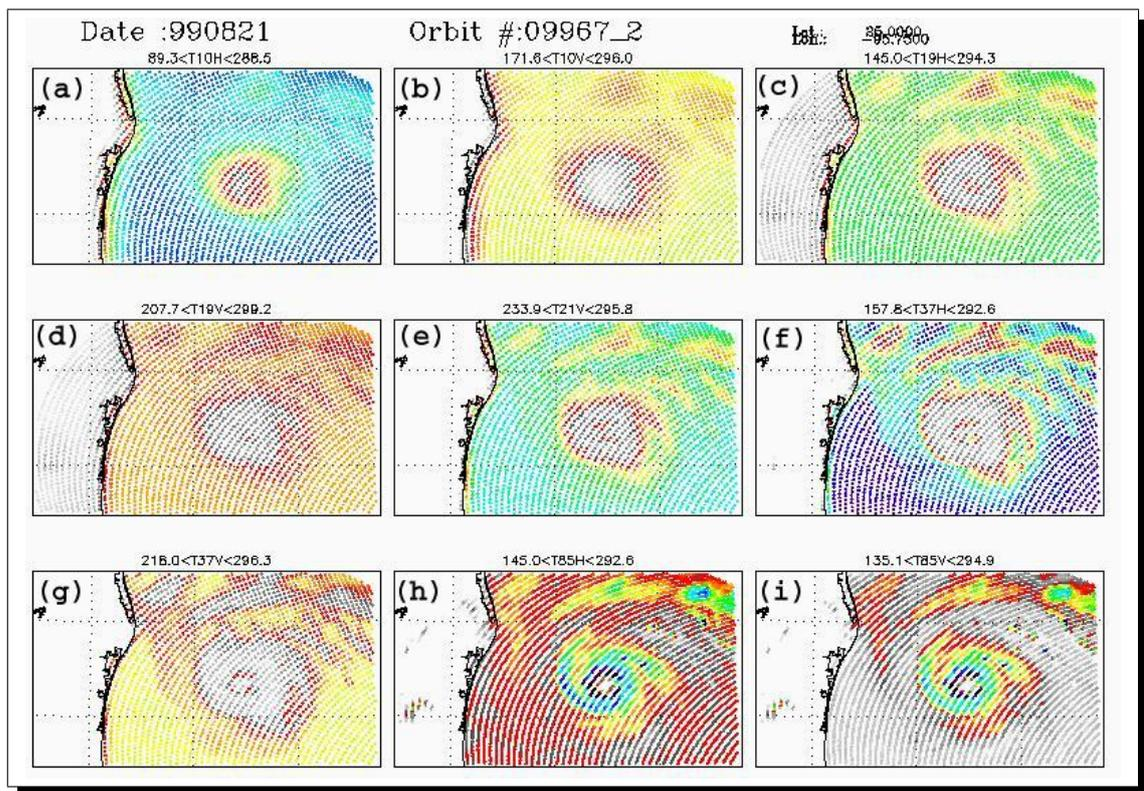 Date :990821 Orbit #:09967_2
89.3<T10H<288.5 171.6<T10V<296.0 145.0<T19H<294.3
(a) (b) (c)
207.7<T19V<299.2 233.9<T21V<295.8 157.8<T37H<292.6
(d) (e) (f)
218.0<T37V<296.3 145.0<T85H<292.6 135.1<T85V<294.9
(g) (h) (i)